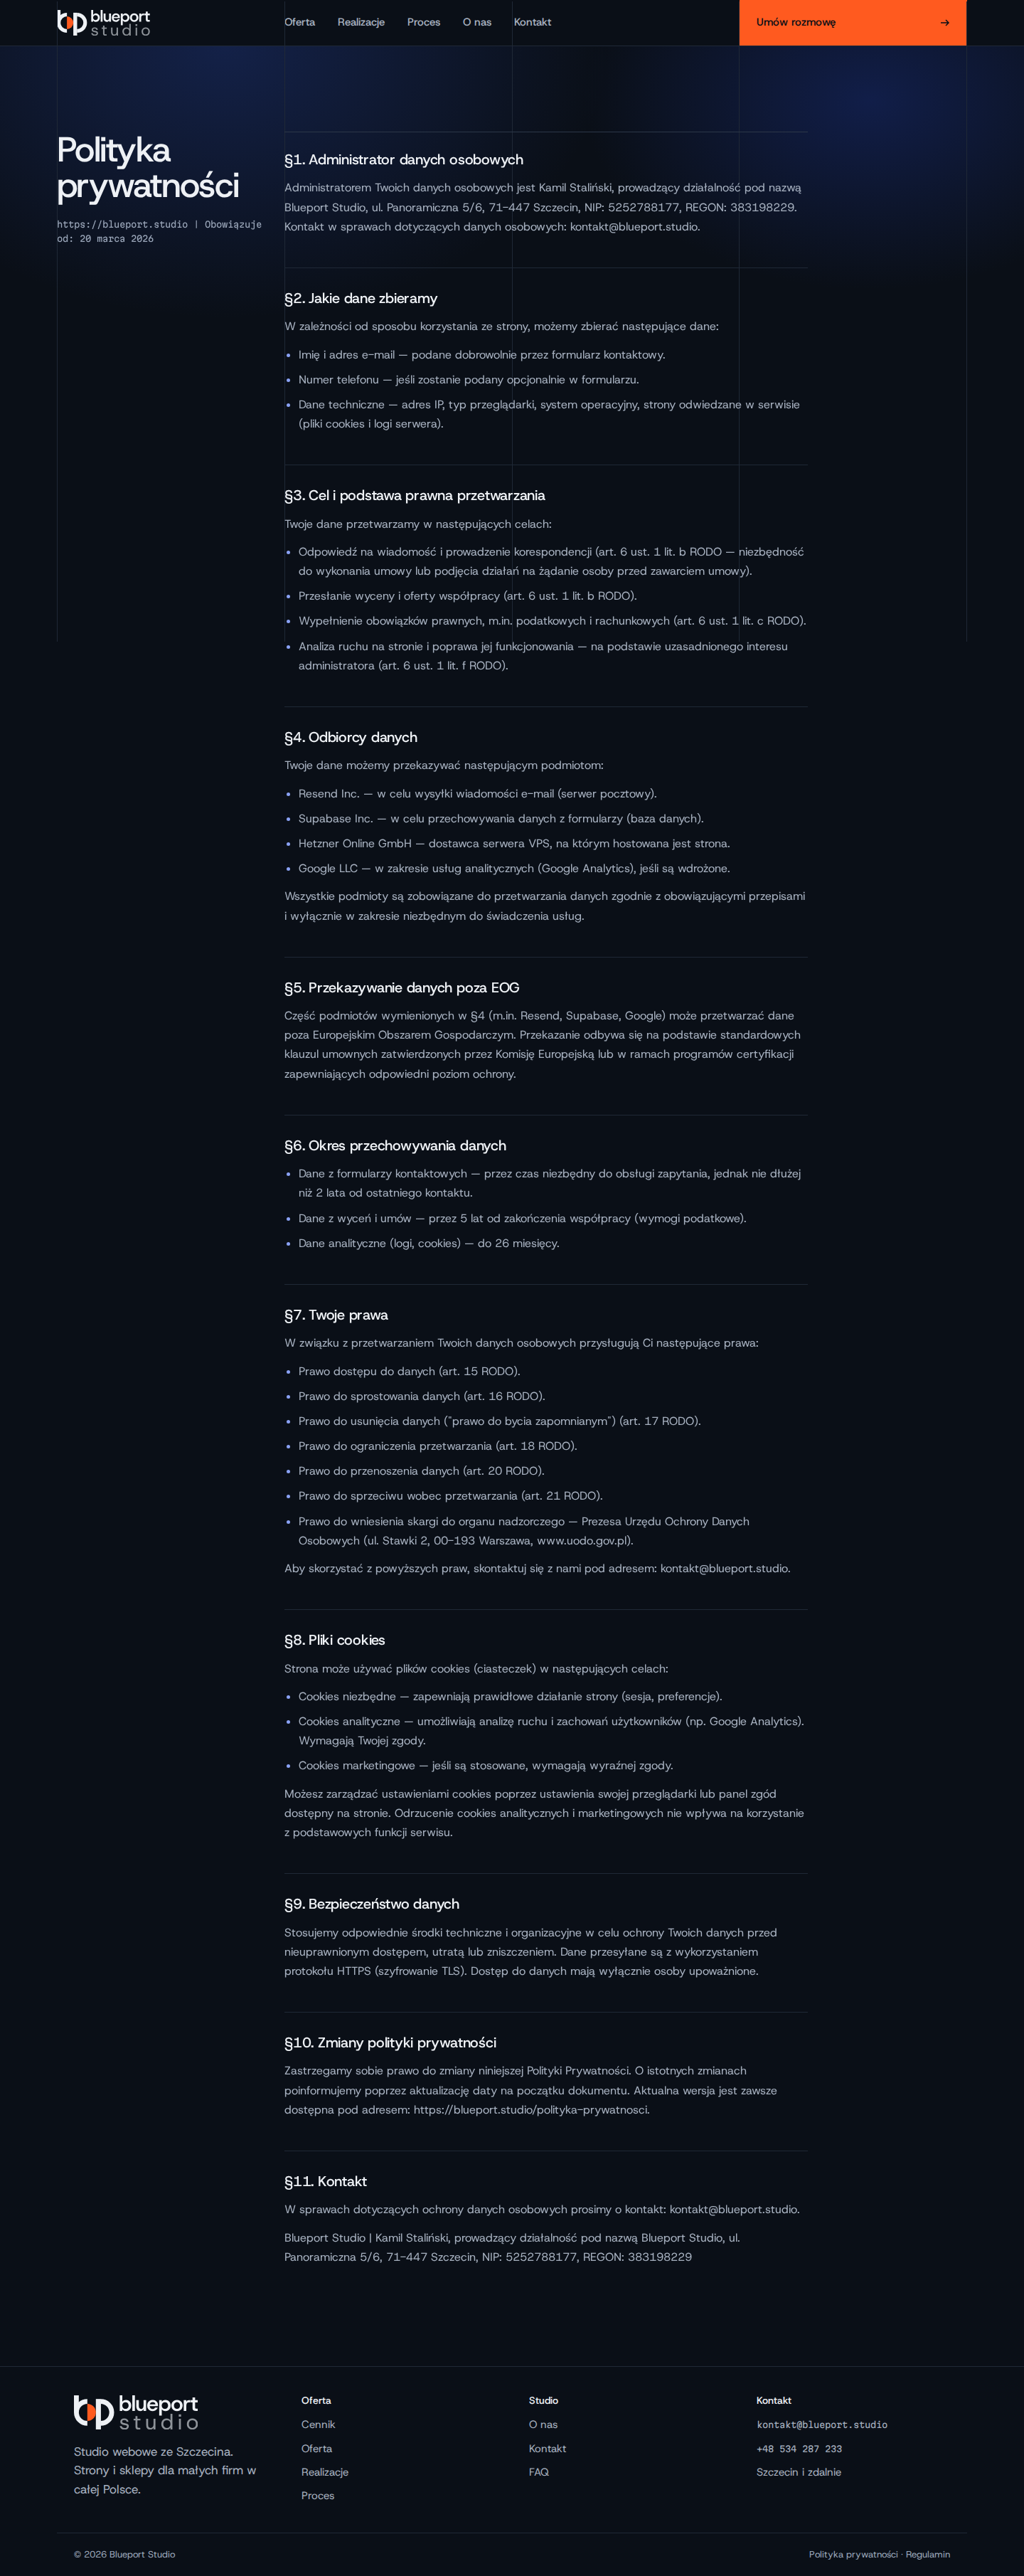 blueport
studio
Oferta Realizacje Proces O nas Kontakt
Umów rozmowę →
Polityka
prywatności
https://blueport.studio | Obowiązuje
od: 20 marca 2026
§1. Administrator danych osobowych
Administratorem Twoich danych osobowych jest Kamil Staliński, prowadzący działalność pod nazwą
Blueport Studio, ul. Panoramiczna 5/6, 71-447 Szczecin, NIP: 5252788177, REGON: 383198229.
Kontakt w sprawach dotyczących danych osobowych: kontakt@blueport.studio.
§2. Jakie dane zbieramy
W zależności od sposobu korzystania ze strony, możemy zbierać następujące dane:
• Imię i adres e-mail — podane dobrowolnie przez formularz kontaktowy.
• Numer telefonu — jeśli zostanie podany opcjonalnie w formularzu.
• Dane techniczne — adres IP, typ przeglądarki, system operacyjny, strony odwiedzane w serwisie
(pliki cookies i logi serwera).
§3. Cel i podstawa prawna przetwarzania
Twoje dane przetwarzamy w następujących celach:
• Odpowiedź na wiadomość i prowadzenie korespondencji (art. 6 ust. 1 lit. b RODO — niezbędność
do wykonania umowy lub podjęcia działań na żądanie osoby przed zawarciem umowy).
• Przesłanie wyceny i oferty współpracy (art. 6 ust. 1 lit. b RODO).
• Wypełnienie obowiązków prawnych, m.in. podatkowych i rachunkowych (art. 6 ust. 1 lit. c RODO).
• Analiza ruchu na stronie i poprawa jej funkcjonowania — na podstawie uzasadnionego interesu
administratora (art. 6 ust. 1 lit. f RODO).
§4. Odbiorcy danych
Twoje dane możemy przekazywać następującym podmiotom:
• Resend Inc. — w celu wysyłki wiadomości e-mail (serwer pocztowy).
• Supabase Inc. — w celu przechowywania danych z formularzy (baza danych).
• Hetzner Online GmbH — dostawca serwera VPS, na którym hostowana jest strona.
• Google LLC — w zakresie usług analitycznych (Google Analytics), jeśli są wdrożone.
Wszystkie podmioty są zobowiązane do przetwarzania danych zgodnie z obowiązującymi przepisami
i wyłącznie w zakresie niezbędnym do świadczenia usług.
§5. Przekazywanie danych poza EOG
Część podmiotów wymienionych w §4 (m.in. Resend, Supabase, Google) może przetwarzać dane
poza Europejskim Obszarem Gospodarczym. Przekazanie odbywa się na podstawie standardowych
klauzul umownych zatwierdzonych przez Komisję Europejską lub w ramach programów certyfikacji
zapewniających odpowiedni poziom ochrony.
§6. Okres przechowywania danych
• Dane z formularzy kontaktowych — przez czas niezbędny do obsługi zapytania, jednak nie dłużej
niż 2 lata od ostatniego kontaktu.
• Dane z wyceń i umów — przez 5 lat od zakończenia współpracy (wymogi podatkowe).
• Dane analityczne (logi, cookies) — do 26 miesięcy.
§7. Twoje prawa
W związku z przetwarzaniem Twoich danych osobowych przysługują Ci następujące prawa:
• Prawo dostępu do danych (art. 15 RODO).
• Prawo do sprostowania danych (art. 16 RODO).
• Prawo do usunięcia danych ("prawo do bycia zapomnianym") (art. 17 RODO).
• Prawo do ograniczenia przetwarzania (art. 18 RODO).
• Prawo do przenoszenia danych (art. 20 RODO).
• Prawo do sprzeciwu wobec przetwarzania (art. 21 RODO).
• Prawo do wniesienia skargi do organu nadzorczego — Prezesa Urzędu Ochrony Danych
Osobowych (ul. Stawki 2, 00-193 Warszawa, www.uodo.gov.pl).
Aby skorzystać z powyższych praw, skontaktuj się z nami pod adresem: kontakt@blueport.studio.
§8. Pliki cookies
Strona może używać plików cookies (ciasteczek) w następujących celach:
• Cookies niezbędne — zapewniają prawidłowe działanie strony (sesja, preferencje).
• Cookies analityczne — umożliwiają analizę ruchu i zachowań użytkowników (np. Google Analytics).
Wymagają Twojej zgody.
• Cookies marketingowe — jeśli są stosowane, wymagają wyraźnej zgody.
Możesz zarządzać ustawieniami cookies poprzez ustawienia swojej przeglądarki lub panel zgód
dostępny na stronie. Odrzucenie cookies analitycznych i marketingowych nie wpływa na korzystanie
z podstawowych funkcji serwisu.
§9. Bezpieczeństwo danych
Stosujemy odpowiednie środki techniczne i organizacyjne w celu ochrony Twoich danych przed
nieuprawnionym dostępem, utratą lub zniszczeniem. Dane przesyłane są z wykorzystaniem
protokołu HTTPS (szyfrowanie TLS). Dostęp do danych mają wyłącznie osoby upoważnione.
§10. Zmiany polityki prywatności
Zastrzegamy sobie prawo do zmiany niniejszej Polityki Prywatności. O istotnych zmianach
poinformujemy poprzez aktualizację daty na początku dokumentu. Aktualna wersja jest zawsze
dostępna pod adresem: https://blueport.studio/polityka-prywatnosci.
§11. Kontakt
W sprawach dotyczących ochrony danych osobowych prosimy o kontakt: kontakt@blueport.studio.
Blueport Studio | Kamil Staliński, prowadzący działalność pod nazwą Blueport Studio, ul.
Panoramiczna 5/6, 71-447 Szczecin, NIP: 5252788177, REGON: 383198229
blueport
studio
Studio webowe ze Szczecina.
Strony i sklepy dla małych firm w
całej Polsce.
Oferta
Cennik
Oferta
Realizacje
Proces
Studio
O nas
Kontakt
FAQ
Kontakt
kontakt@blueport.studio
+48 534 287 233
Szczecin i zdalnie
© 2026 Blueport Studio
Polityka prywatności · Regulamin